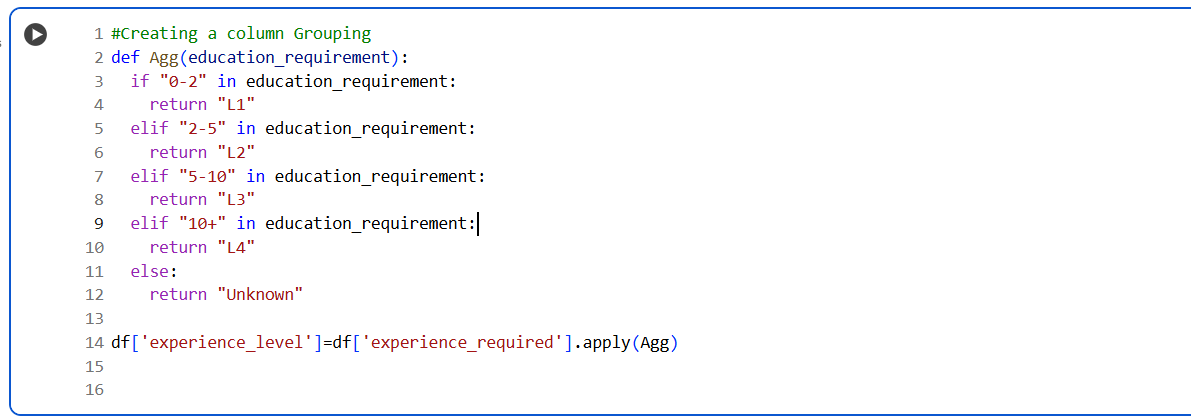 1 #Creating a column Grouping
2 def Agg(education_requirement):
3   if "0-2" in education_requirement:
4     return "L1"
5   elif "2-5" in education_requirement:
6     return "L2"
7   elif "5-10" in education_requirement:
8     return "L3"
9   elif "10+" in education_requirement:
10     return "L4"
11   else:
12     return "Unknown"
13
14 df['experience_level']=df['experience_required'].apply(Agg)
15
16